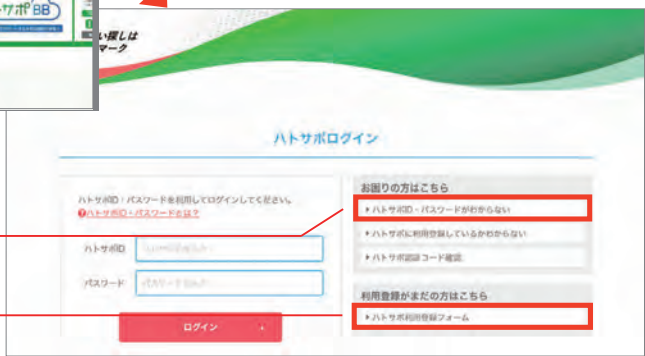 サポBB
い探しは
マーク
ハトサポログイン
ハトサポID・パスワードを利用してログインしてください。
ハトサポID・パスワードとは？
ハトサポID
パスワード
ログイン
お困りの方はこちら
ハトサポID・パスワードがわからない
ハトサポに利用登録しているかわからない
ハトサポ認証コード確認
利用登録がまだの方はこちら
ハトサポ利用登録フォーム